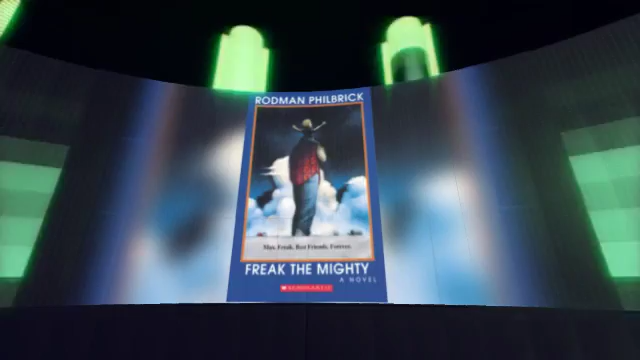 RODMAN PHILBRICK
Max. Freak. Best Friends. Forever.
FREAK THE MIGHTY
A NOVEL
SCHOLASTIC